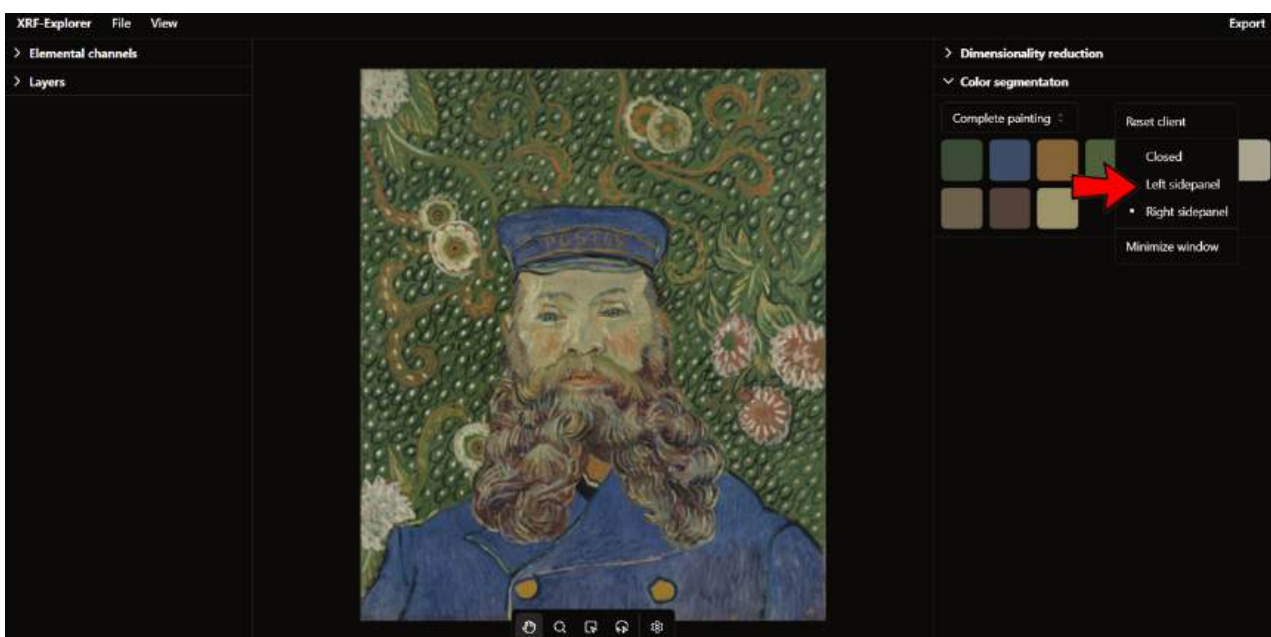 XRF-Explorer File View Export
Elemental channels
Layers
Dimensionality reduction
Color segmentaton
Complete painting
Reset client
Closed
Left sidepanel
Right sidepanel
Minimize window
POSTES